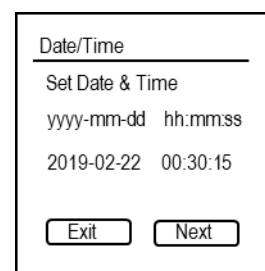 Date/Time
Set Date & Time
yyyy-mm-dd hh:mm:ss
2019-02-22 00:30:15
Exit Next